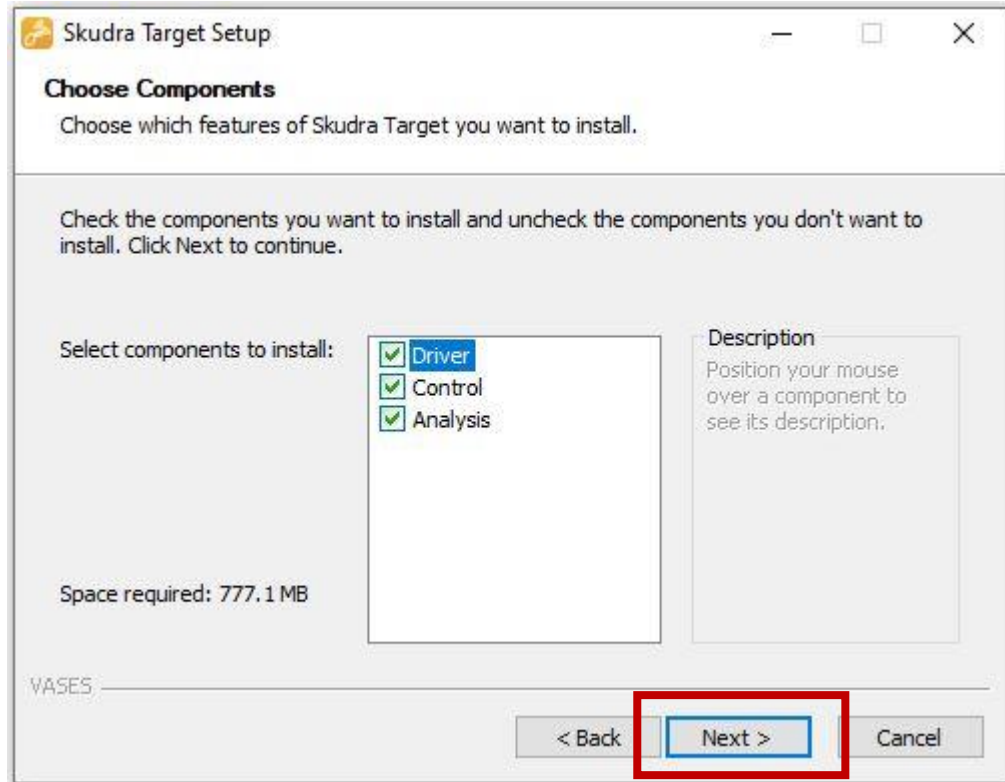 Skudra Target Setup
Choose Components
Choose which features of Skudra Target you want to install.
Check the components you want to install and uncheck the components you don't want to
install. Click Next to continue.
Select components to install:
Driver
Control
Analysis
Description
Position your mouse
over a component to
see its description.
Space required: 777.1 MB
VASES
< Back
Next >
Cancel